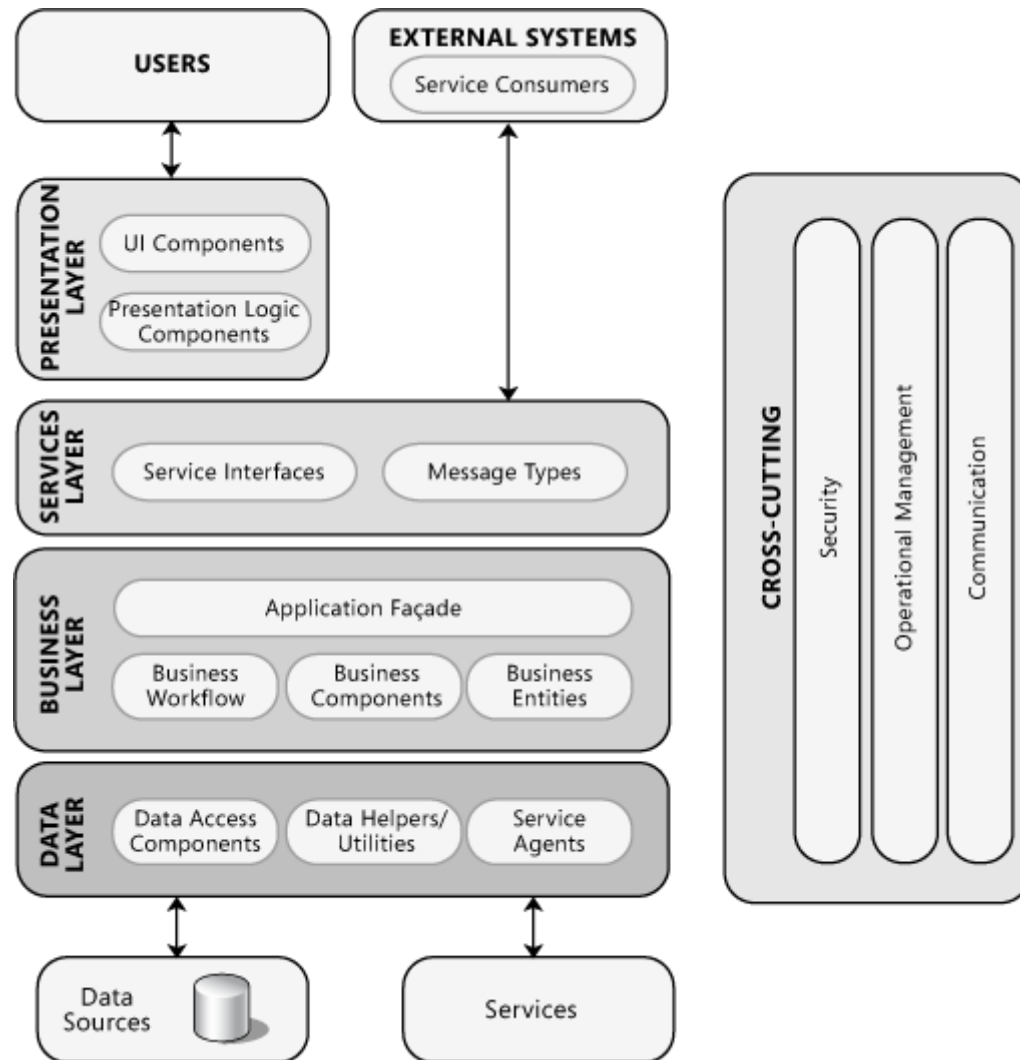 USERS
EXTERNAL SYSTEMS
Service Consumers
PRESENTATION
LAYER
UI Components
Presentation Logic
Components
SERVICES
LAYER
Service Interfaces
Message Types
BUSINESS
LAYER
Application Façade
Business
Workflow
Business
Components
Business
Entities
DATA
LAYER
Data Access
Components
Data Helpers/
Utilities
Service
Agents
Data
Sources
Services
CROSS-CUTTING
Security
Operational Management
Communication